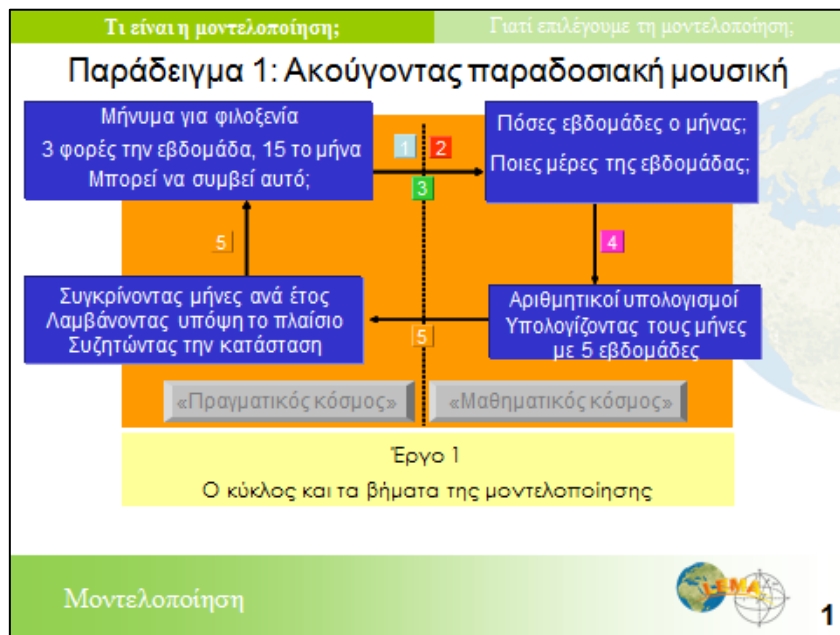 Τι είναι η μοντελοποίηση;
Γιατί επιλέγουμε τη μοντελοποίηση;
Παράδειγμα 1: Ακούγοντας παραδοσιακή μουσική
Μήνυμα για φιλοξενία
3 φορές την εβδομάδα, 15 το μήνα
Μπορεί να συμβεί αυτό;
1
2
3
Πόσες εβδομάδες ο μήνας;
Ποιες μέρες της εβδομάδας;
5
4
Συγκρίνοντας μήνες ανά έτος
Λαμβάνοντας υπόψη το πλαίσιο
Συζητώντας την κατάσταση
5
Αριθμητικοί υπολογισμοί
Υπολογίζοντας τους μήνες
με 5 εβδομάδες
«Πραγματικός κόσμος»
«Μαθηματικός κόσμος»
Έργο 1
Ο κύκλος και τα βήματα της μοντελοποίησης
Μοντελοποίηση
LEMA
1